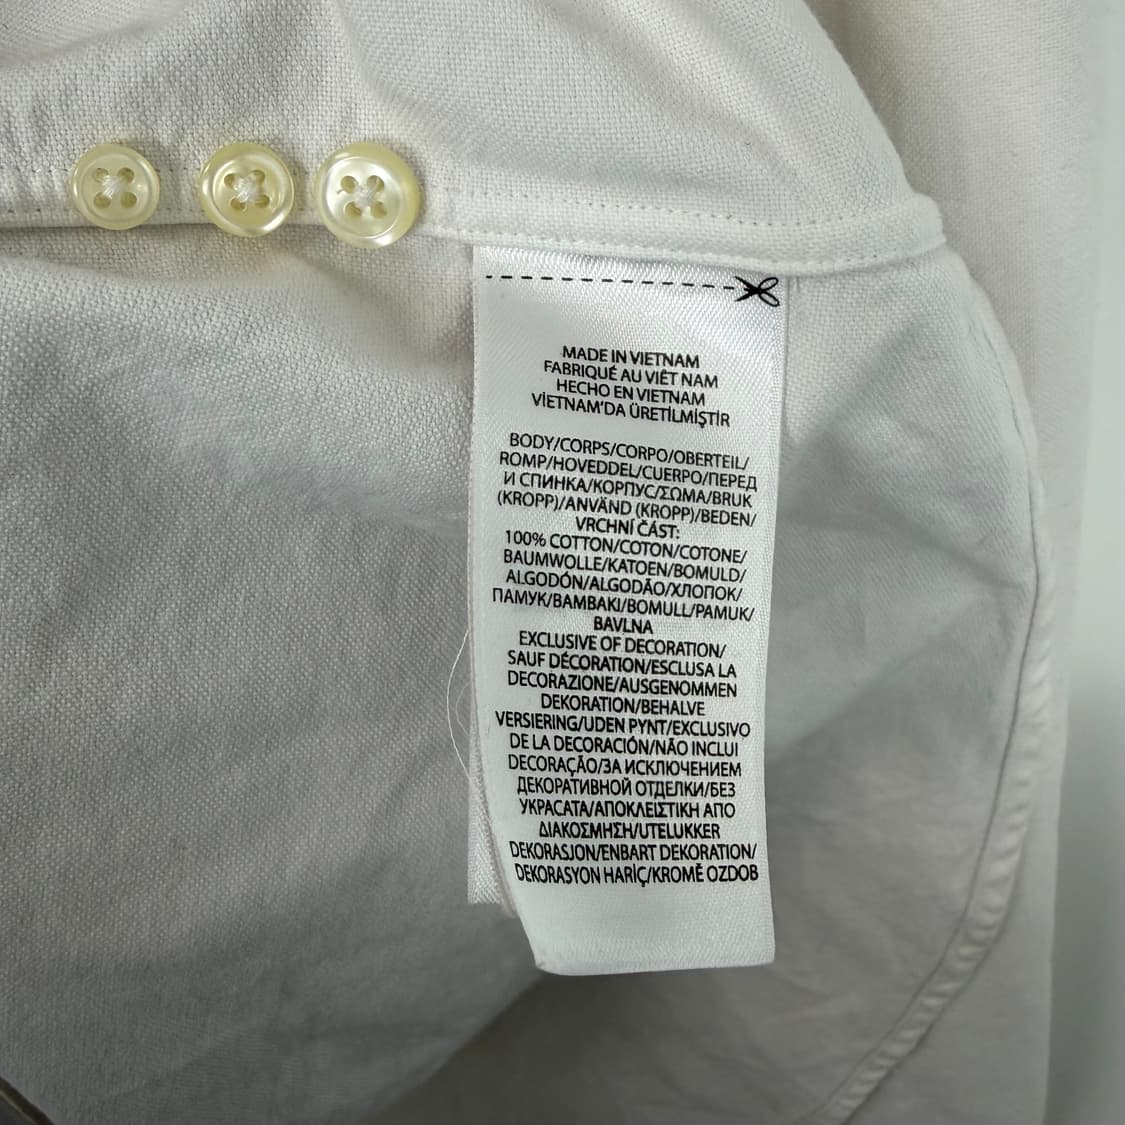 MADE IN VIETNAM
FABRIQUÉ AU VIÊT NAM
HECHO EN VIETNAM
VİETNAM'DA ÜRETİLMİŞTİR
BODY/CORPS/CORPO/OBERTEIL/
ROMP/HOVEDDEL/CUERPO/ПЕРЕД
И СПИНКА/КОРПУС/ΣΩΜΑ/BRUK
(KROPP)/ANVÄND (KROPP)/BEDEN/
VRCHNÍ ČÁST:
100% COTTON/COTON/COTONE/
BAUMWOLLE/KATOEN/BOMULD/
ALGODÓN/ALGODÃO/ХЛОПОК/
ПАМУК/BAMBAKI/BOMULL/PAMUK/
BAVLNA
EXCLUSIVE OF DECORATION/
SAUF DÉCORATION/ESCLUSA LA
DECORAZIONE/AUSGENOMMEN
DEKORATION/BEHALVE
VERSIERING/UDEN PYNT/EXCLUSIVO
DE LA DECORACIÓN/NÃO INCLUI
DECORAÇÃO/ЗА ИСКЛЮЧЕНИЕМ
ДЕКОРАТИВНОЙ ОТДЕЛКИ/БЕЗ
УКРАСАТА/ΑΠΟΚΛΕΙΣΤΙΚΗ ΑΠΟ
ΔΙΑΚΟΣΜΗΣΗ/UTELUKKER
DEKORASJON/ENBART DEKORATION/
DEKORASYON HARİÇ/KROMĚ OZDOB